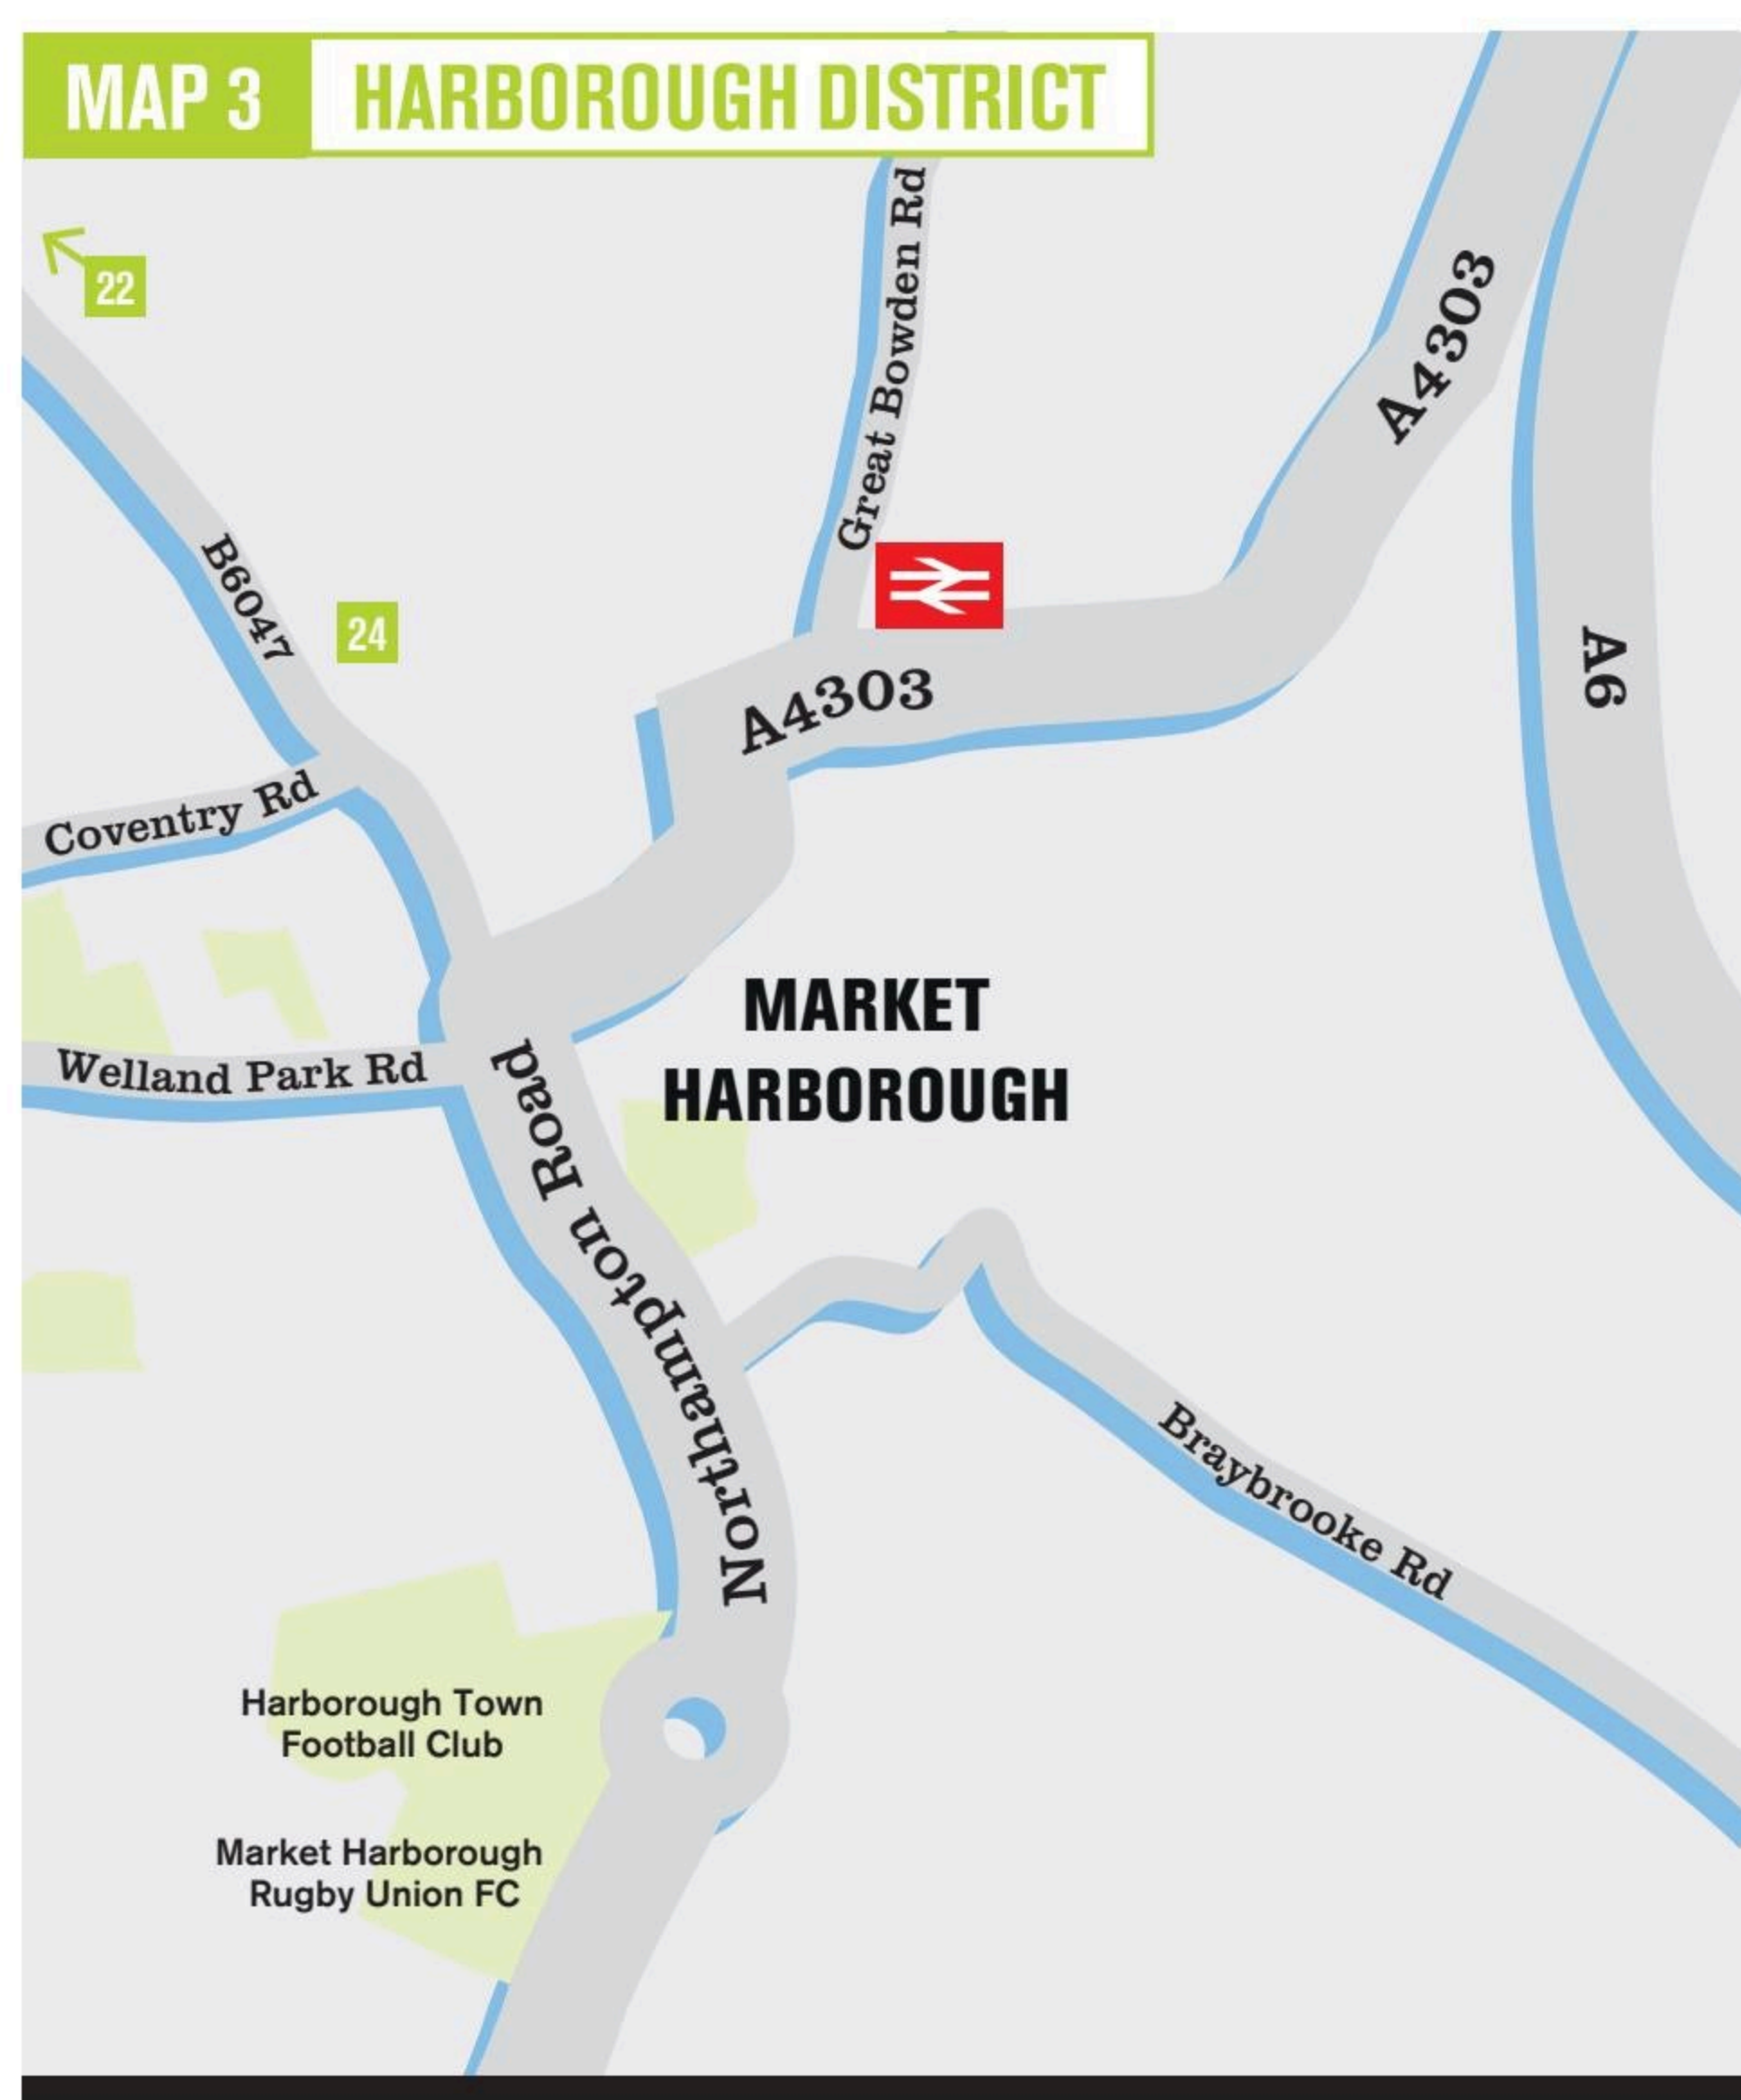 MAP 3 HARBOROUGH DISTRICT
Great Bowden Rd
22
A4303
B6047
24
A6
A4303
Coventry Rd
MARKET
HARBOROUGH
Welland Park Rd
Northampton Road
Braybrooke Rd
Harborough Town
Football Club
Market Harborough
Rugby Union FC